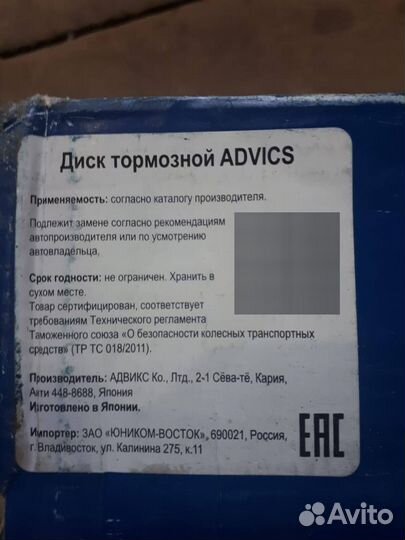 Диск тормозной ADVICS
Применяемость: согласно каталогу производителя.
Подлежит замене согласно рекомендациям
автопроизводителя или по усмотрению
автовладельца,
Срок годности: не ограничен. Хранить в
сухом месте.
Товар сертифицирован, соответствует
требованиям Технического регламента
Таможенного союза «О безопасности колесных транспортных
средств» (ТР ТС 018/2011).
Производитель: АДВИКС Ко., Лтд., 2-1 Сёва-тё, Кария,
Аити 448-8688, Япония
Изготовлено в Японии.
Импортер: ЗАО «ЮНИКОМ-ВОСТОК», 690021, Россия,
г. Владивосток, ул. Калинина 275, к.11
EAC
Avito